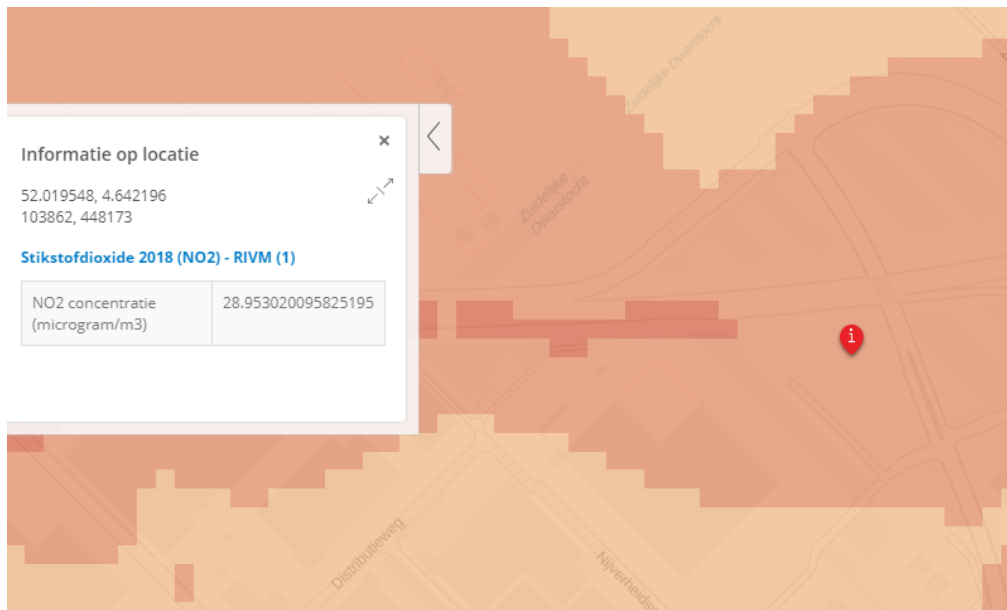 Zuidelijke Dwarstocht
Informatie op locatie
×
52.019548, 4.642196
103862, 448173
Zuidelijke
Dwarstocht
Stikstofdioxide 2018 (NO2) - RIVM (1)
NO2 concentratie
(microgram/m3)
28.953020095825195
i
Distributieweg